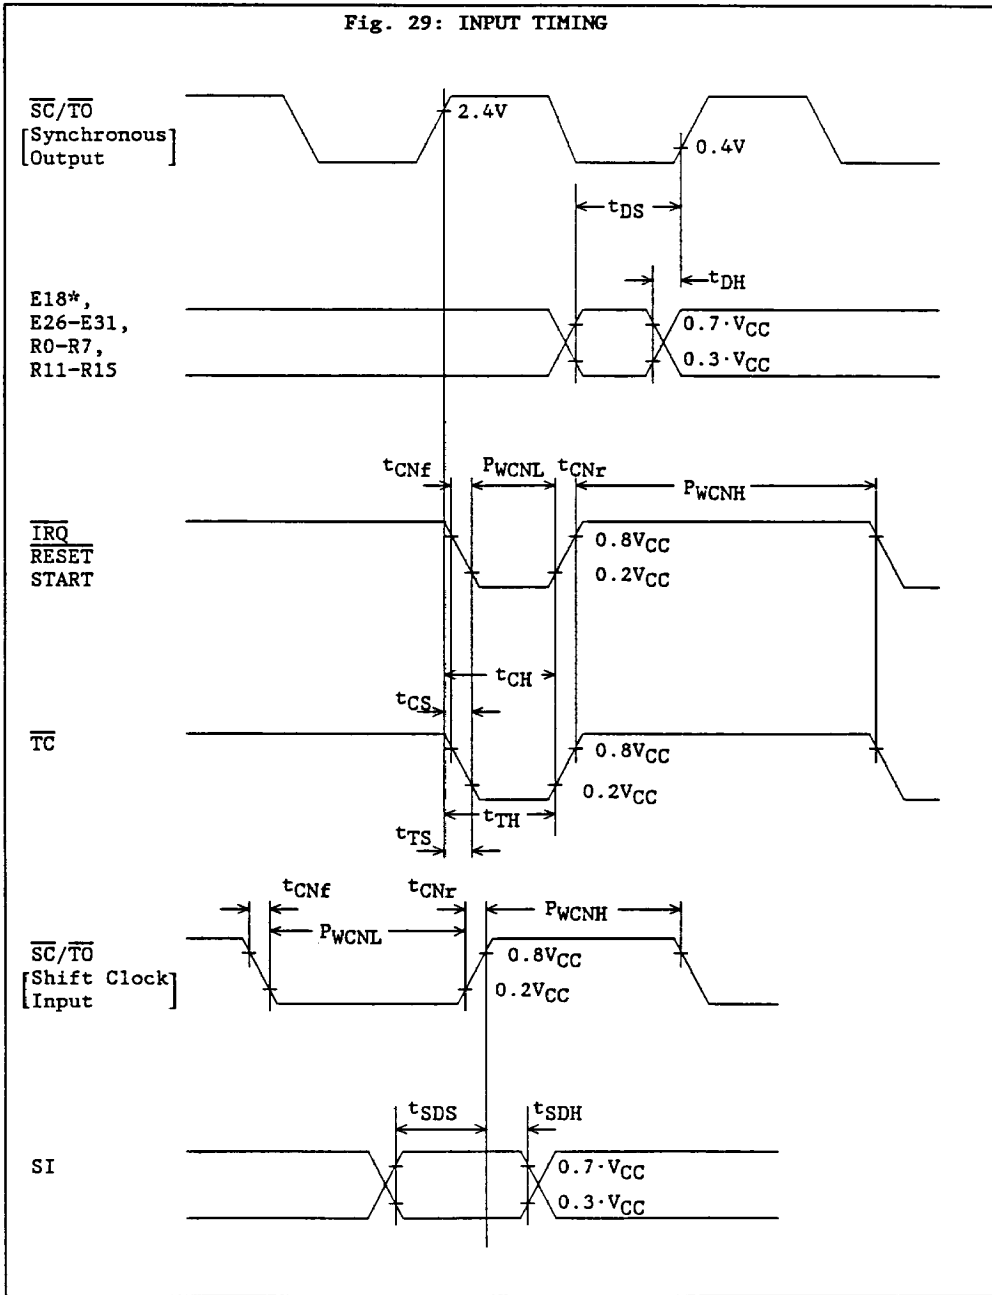 Fig. 29: INPUT TIMING
SC/TO
[Synchronous
Output]
2.4V
0.4V
tDS
tDH
E18*,
E26-E31,
R0-R7,
R11-R15
0.7·VCC
0.3·VCC
tCNf
PWCNL
tCNr
PWCNH
IRQ
RESET
START
0.8VCC
0.2VCC
tCH
tCS
TC
0.8VCC
0.2VCC
tTH
tTS
tCNf
tCNr
PWCNL
PWCNH
SC/TO
[Shift Clock
Input]
0.8VCC
0.2VCC
tSDS
tSDH
SI
0.7·VCC
0.3·VCC